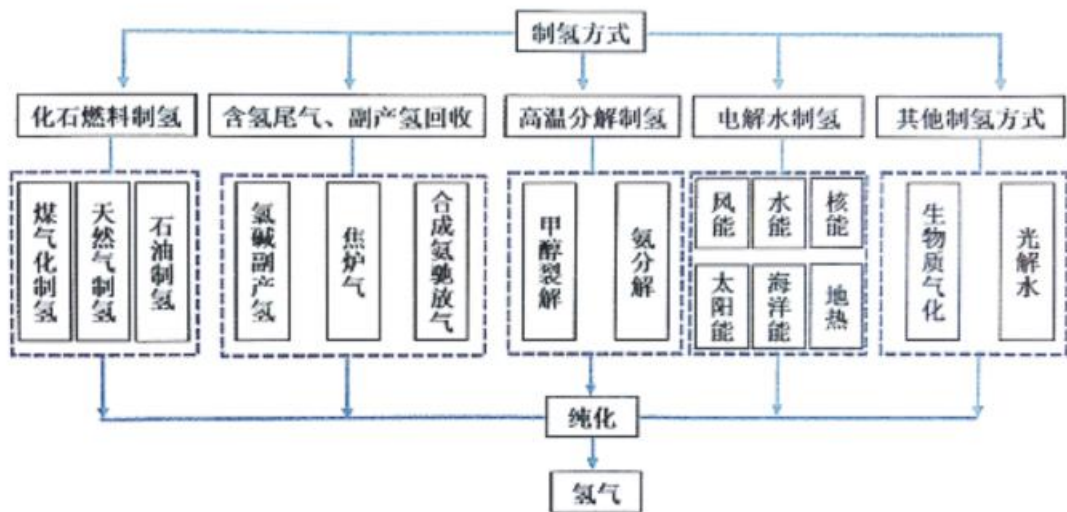 制氢方式
化石燃料制氢
含氢尾气、副产氢回收
高温分解制氢
电解水制氢
其他制氢方式
煤气化制氢
天然气制氢
石油制氢
氯碱副产氢
焦炉气
合成氨驰放气
甲醇裂解
氨分解
风能
水能
核能
太阳能
海洋能
地热
生物质气化
光解水
纯化
氢气